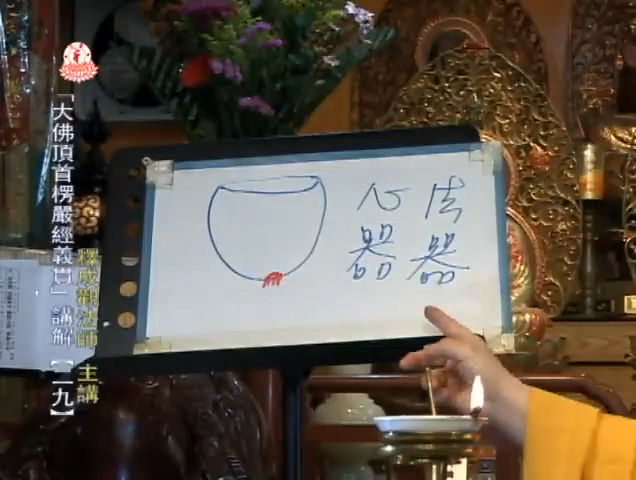 「大佛頂首楞嚴經義貫」講解【一九】
釋成觀法師 主講
法器
心器